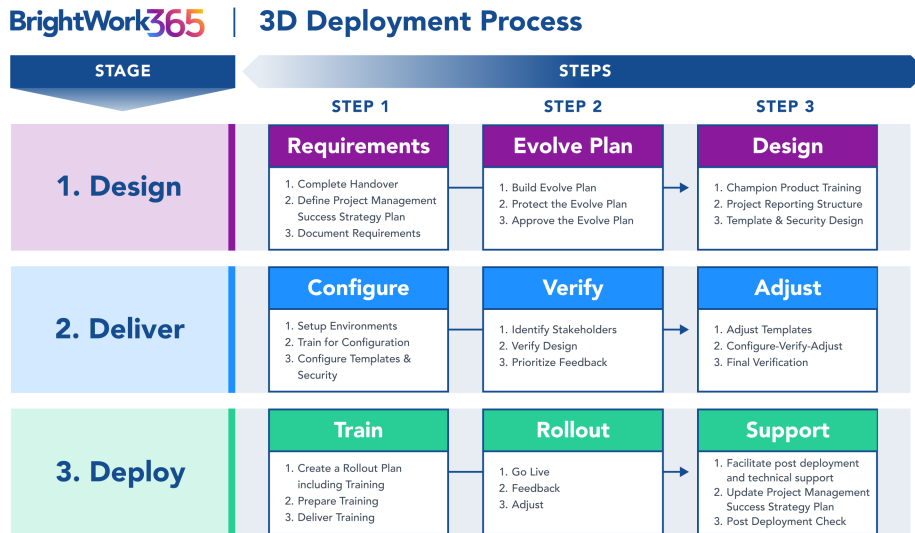 BrightWork365 | 3D Deployment Process
STAGE
STEPS
STEP 1
STEP 2
STEP 3
1. Design
Requirements
1. Complete Handover
2. Define Project Management
Success Strategy Plan
3. Document Requirements
Evolve Plan
1. Build Evolve Plan
2. Protect the Evolve Plan
3. Approve the Evolve Plan
Design
1. Champion Product Training
2. Project Reporting Structure
3. Template & Security Design
2. Deliver
Configure
1. Setup Environments
2. Train for Configuration
3. Configure Templates &
Security
Verify
1. Identify Stakeholders
2. Verify Design
3. Prioritize Feedback
Adjust
1. Adjust Templates
2. Configure-Verify-Adjust
3. Final Verification
3. Deploy
Train
1. Create a Rollout Plan
including Training
2. Prepare Training
3. Deliver Training
Rollout
1. Go Live
2. Feedback
3. Adjust
Support
1. Facilitate post deployment
and technical support
2. Update Project Management
Success Strategy Plan
3. Post Deployment Check